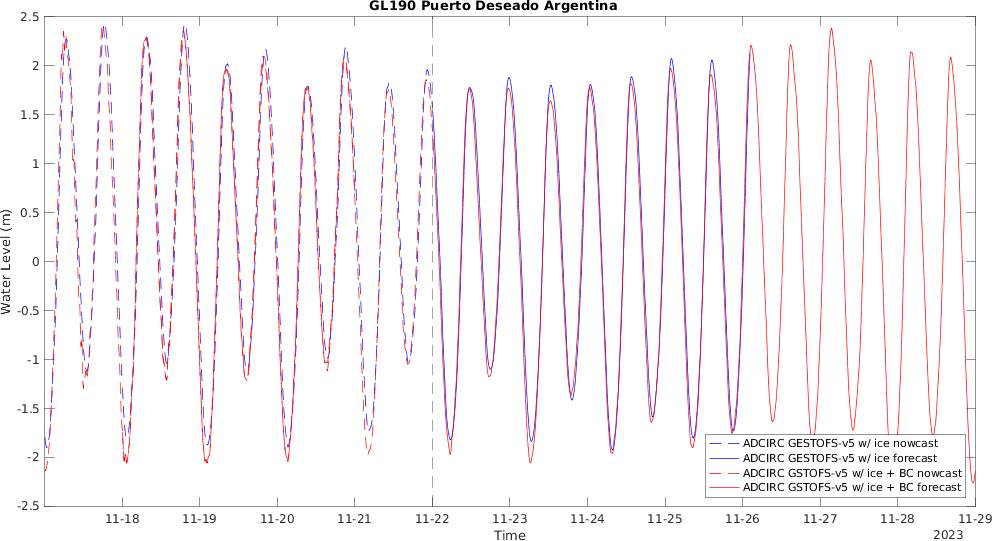 GL190 Puerto Deseado Argentina
2.5
2
1.5
1
0.5
0
-0.5
-1
-1.5
-2
-2.5
Water Level (m)
ADCIRC GESTOFS-v5 w/ ice nowcast
ADCIRC GESTOFS-v5 w/ ice forecast
ADCIRC GSTOFS-v5 w/ ice + BC nowcast
ADCIRC GSTOFS-v5 w/ ice + BC forecast
11-18 11-19 11-20 11-21 11-22 11-23 11-24 11-25 11-26 11-27 11-28 11-29
Time
2023